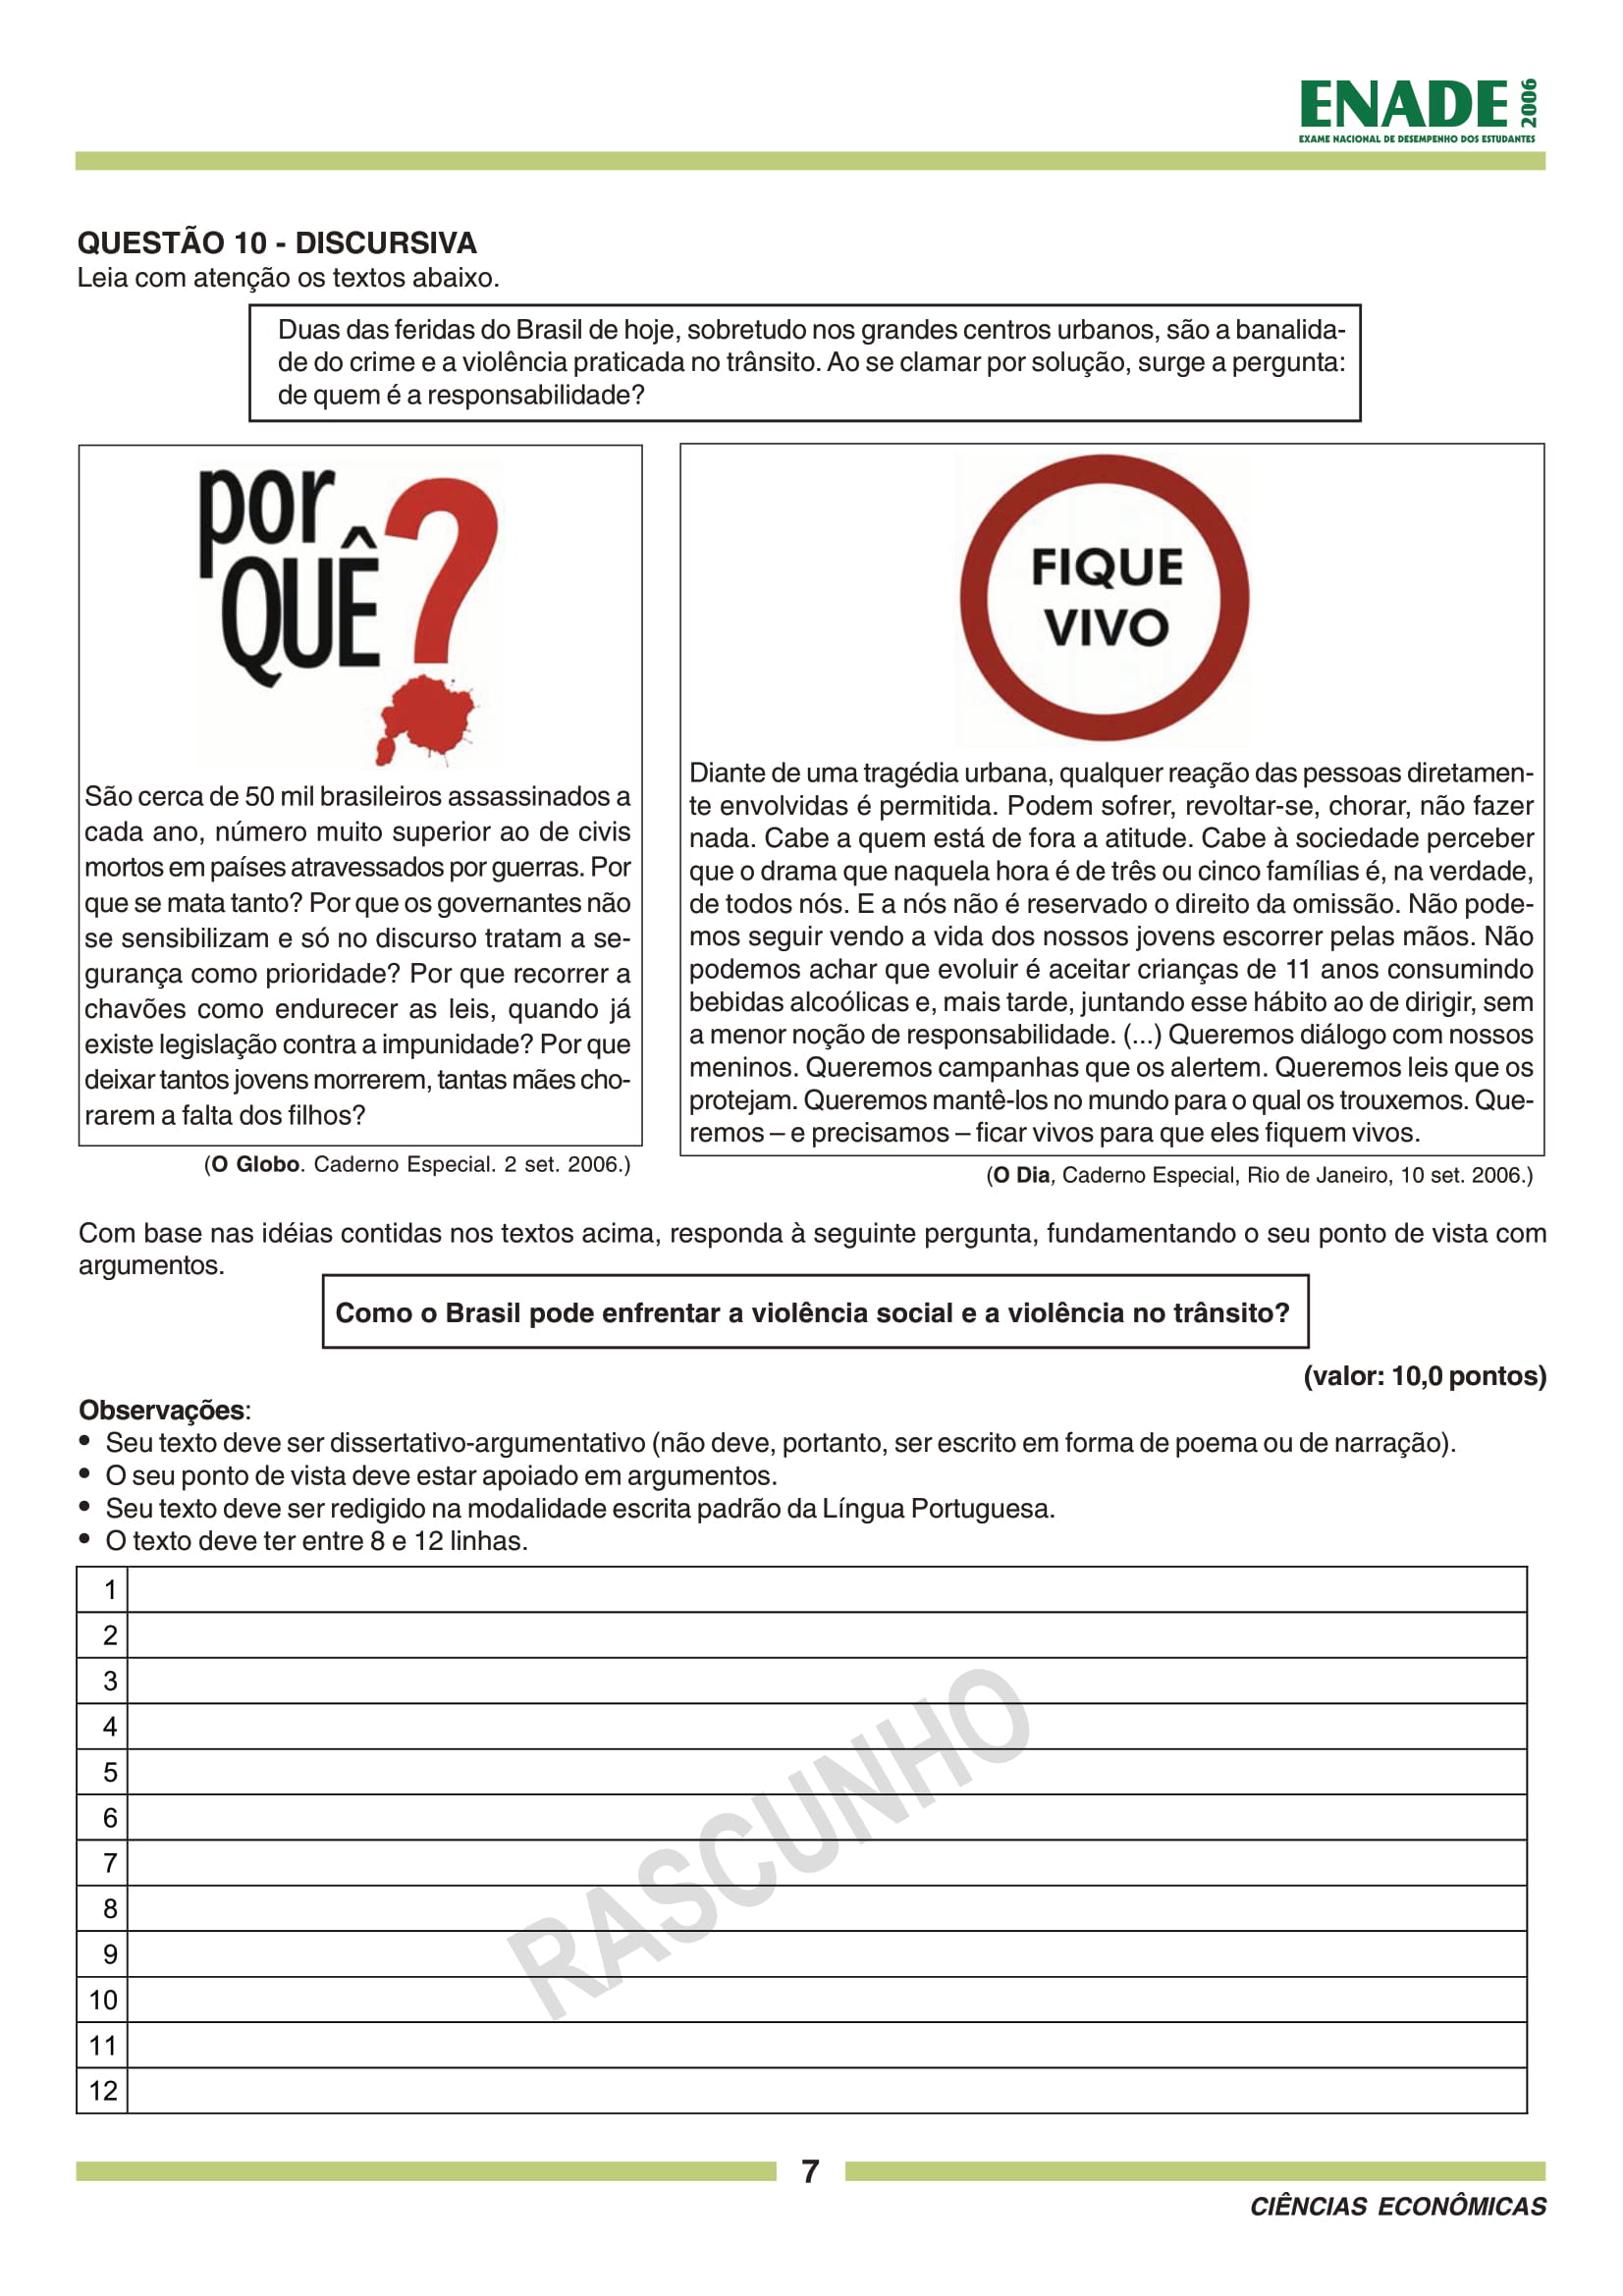 ENADE 2006
EXAME NACIONAL DE DESEMPENHO DOS ESTUDANTES
QUESTÃO 10 - DISCURSIVA
Leia com atenção os textos abaixo.
Duas das feridas do Brasil de hoje, sobretudo nos grandes centros urbanos, são a banalida-
de do crime e a violência praticada no trânsito. Ao se clamar por solução, surge a pergunta:
de quem é a responsabilidade?
por
QUÊ?
São cerca de 50 mil brasileiros assassinados a
cada ano, número muito superior ao de civis
mortos em países atravessados por guerras. Por
que se mata tanto? Por que os governantes não
se sensibilizam e só no discurso tratam a se-
gurança como prioridade? Por que recorrer a
chavões como endurecer as leis, quando já
existe legislação contra a impunidade? Por que
deixar tantos jovens morrerem, tantas mães cho-
rarem a falta dos filhos?
(O Globo. Caderno Especial. 2 set. 2006.)
FIQUE
VIVO
Diante de uma tragédia urbana, qualquer reação das pessoas diretamen-
te envolvidas é permitida. Podem sofrer, revoltar-se, chorar, não fazer
nada. Cabe a quem está de fora a atitude. Cabe à sociedade perceber
que o drama que naquela hora é de três ou cinco famílias é, na verdade,
de todos nós. E a nós não é reservado o direito da omissão. Não pode-
mos seguir vendo a vida dos nossos jovens escorrer pelas mãos. Não
podemos achar que evoluir é aceitar crianças de 11 anos consumindo
bebidas alcoólicas e, mais tarde, juntando esse hábito ao de dirigir, sem
a menor noção de responsabilidade. (...) Queremos diálogo com nossos
meninos. Queremos campanhas que os alertem. Queremos leis que os
protejam. Queremos mantê-los no mundo para o qual os trouxemos. Que-
remos – e precisamos – ficar vivos para que eles fiquem vivos.
(O Dia, Caderno Especial, Rio de Janeiro, 10 set. 2006.)
Com base nas idéias contidas nos textos acima, responda à seguinte pergunta, fundamentando o seu ponto de vista com
argumentos.
Como o Brasil pode enfrentar a violência social e a violência no trânsito?
(valor: 10,0 pontos)
Observações:
• Seu texto deve ser dissertativo-argumentativo (não deve, portanto, ser escrito em forma de poema ou de narração).
• O seu ponto de vista deve estar apoiado em argumentos.
• Seu texto deve ser redigido na modalidade escrita padrão da Língua Portuguesa.
• O texto deve ter entre 8 e 12 linhas.
1
2
3
4
5
6
7
8
9
10
11
12
RASCUNHO
7
CIÊNCIAS ECONÔMICAS